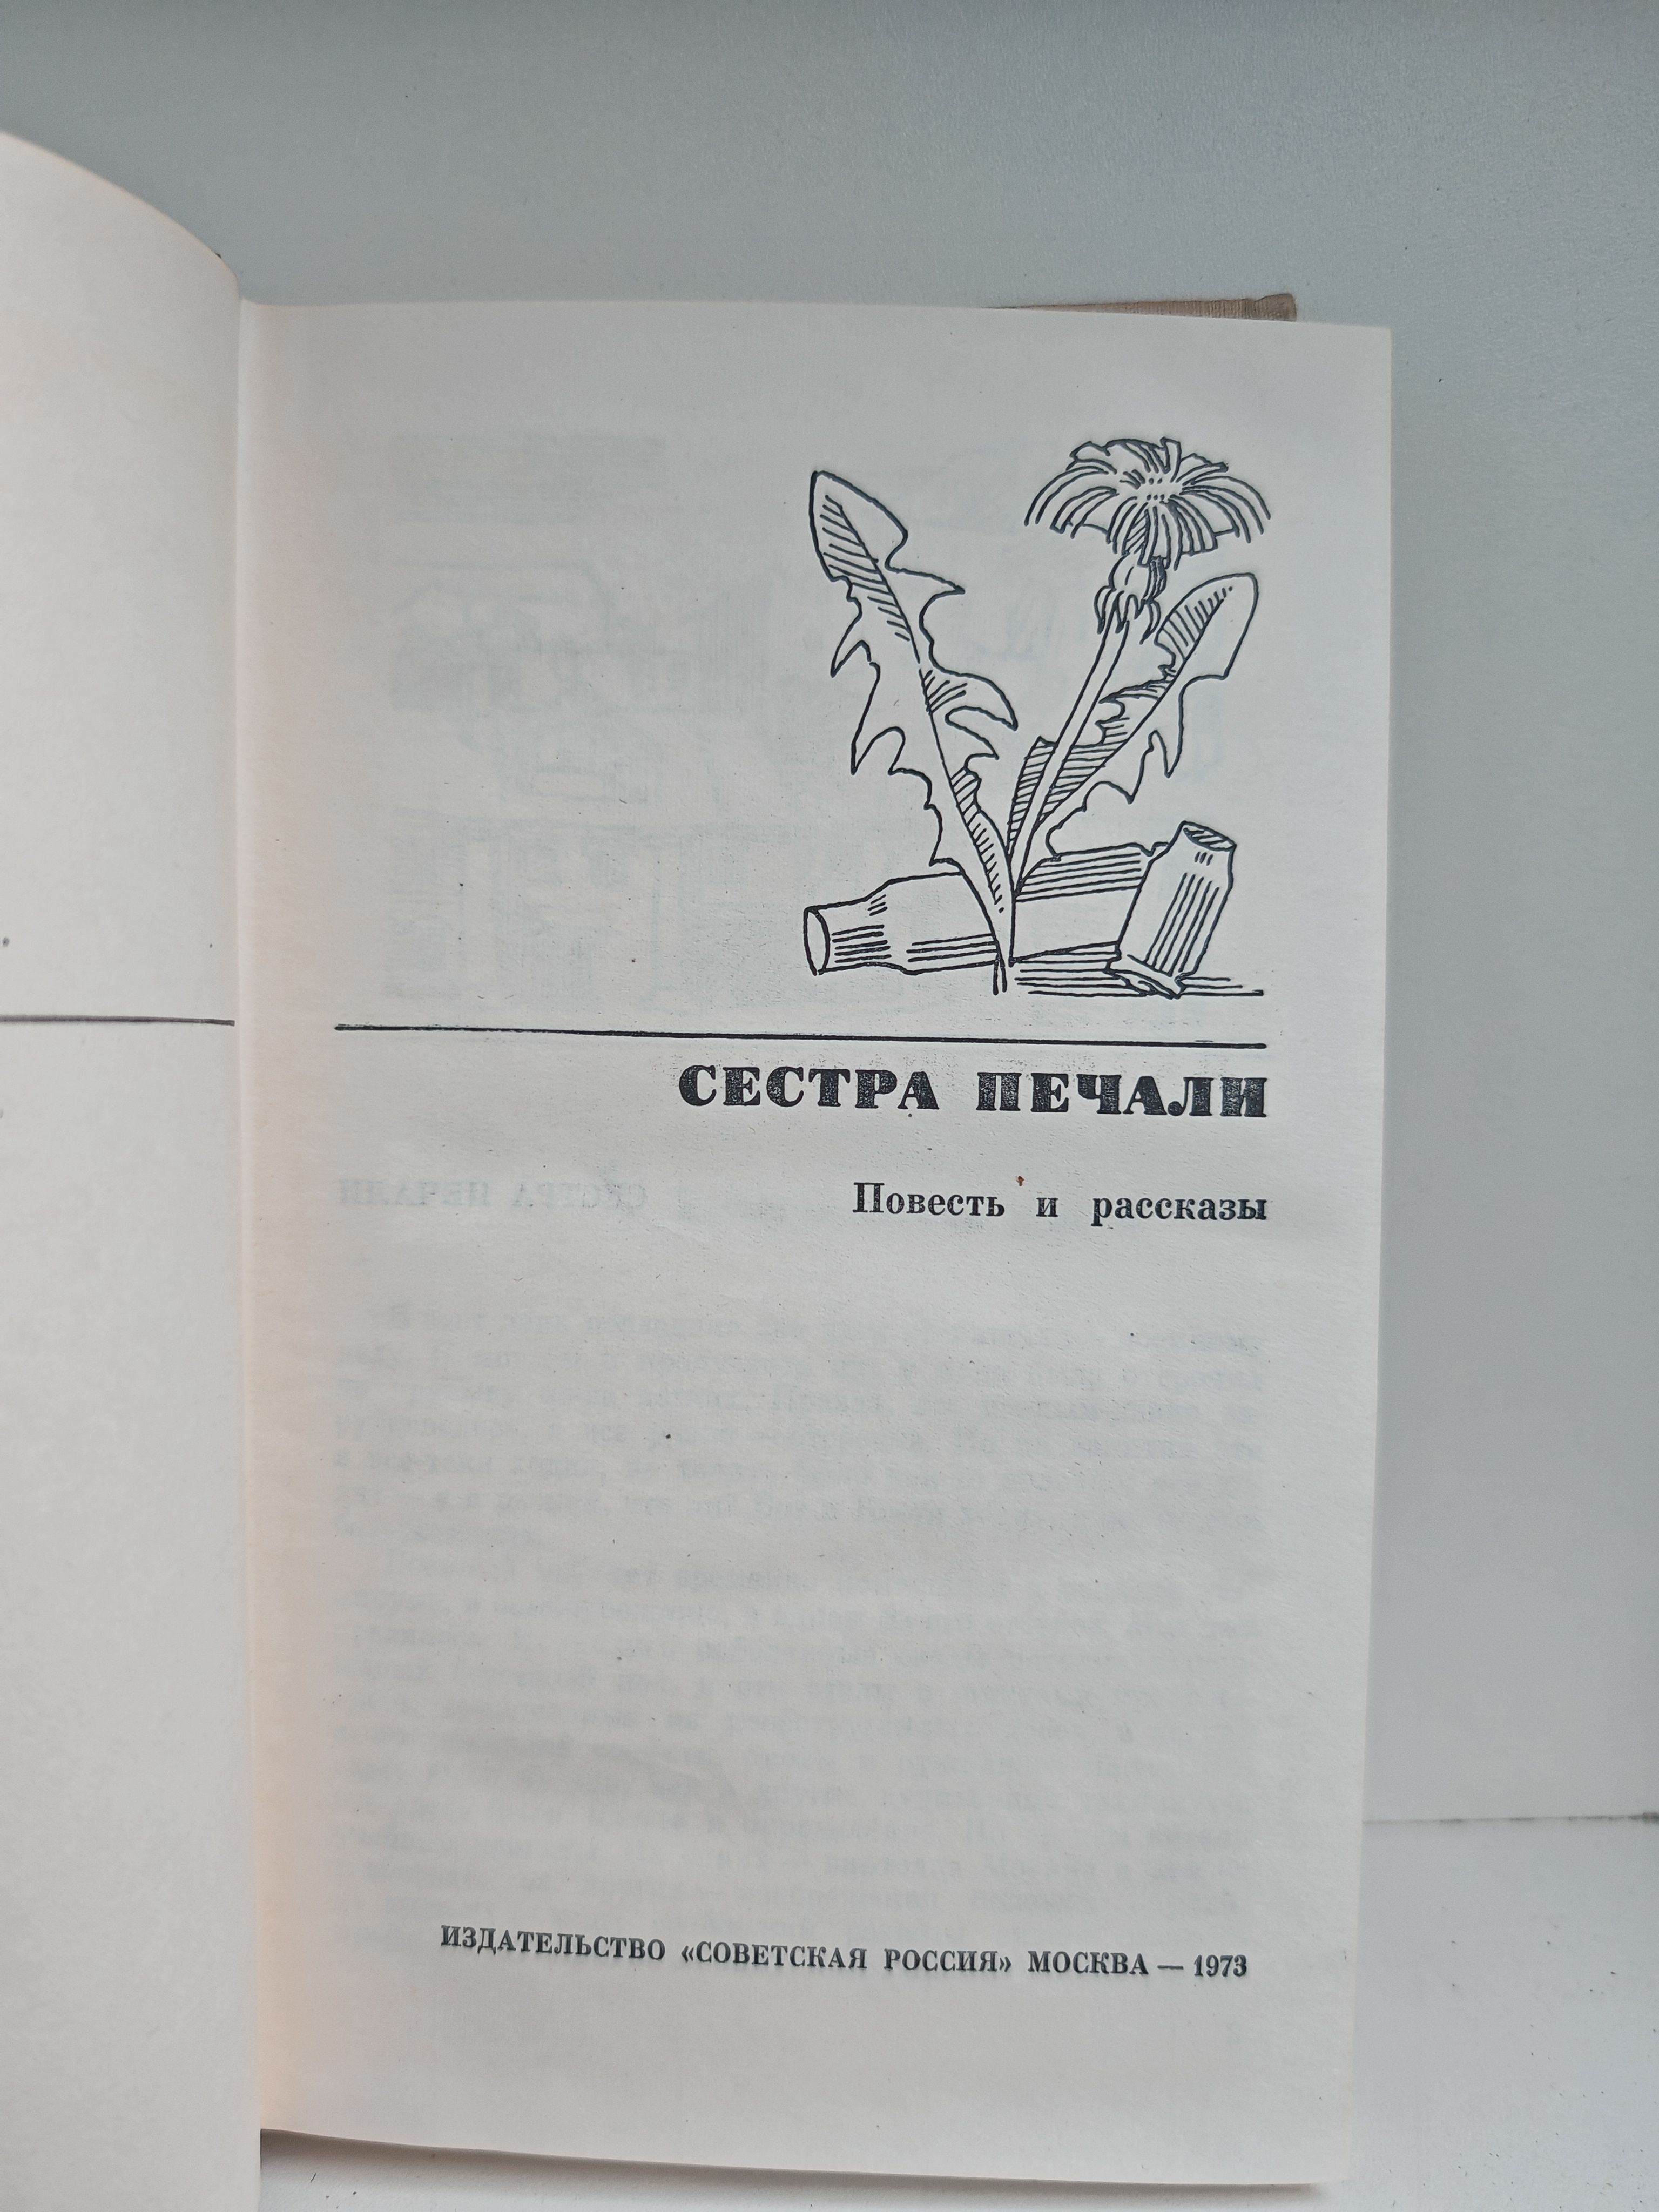 СЕСТРА ПЕЧАЛИ
Повесть и рассказы
ИЗДАТЕЛЬСТВО «СОВЕТСКАЯ РОССИЯ» МОСКВА — 1973